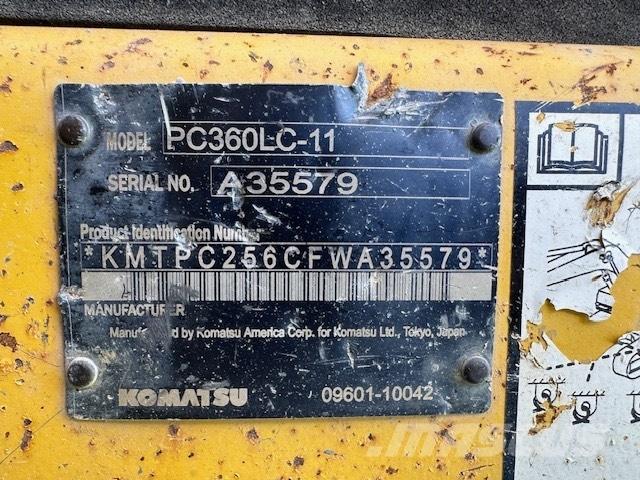 MODEL PC360LC-11
SERIAL NO. A35579
Product Identification Number
*KMTPC256CFWA35579*
MANUFACTURER
Manufactured by Komatsu America Corp. for Komatsu Ltd., Tokyo, Japan
KOMATSU 09601-10042